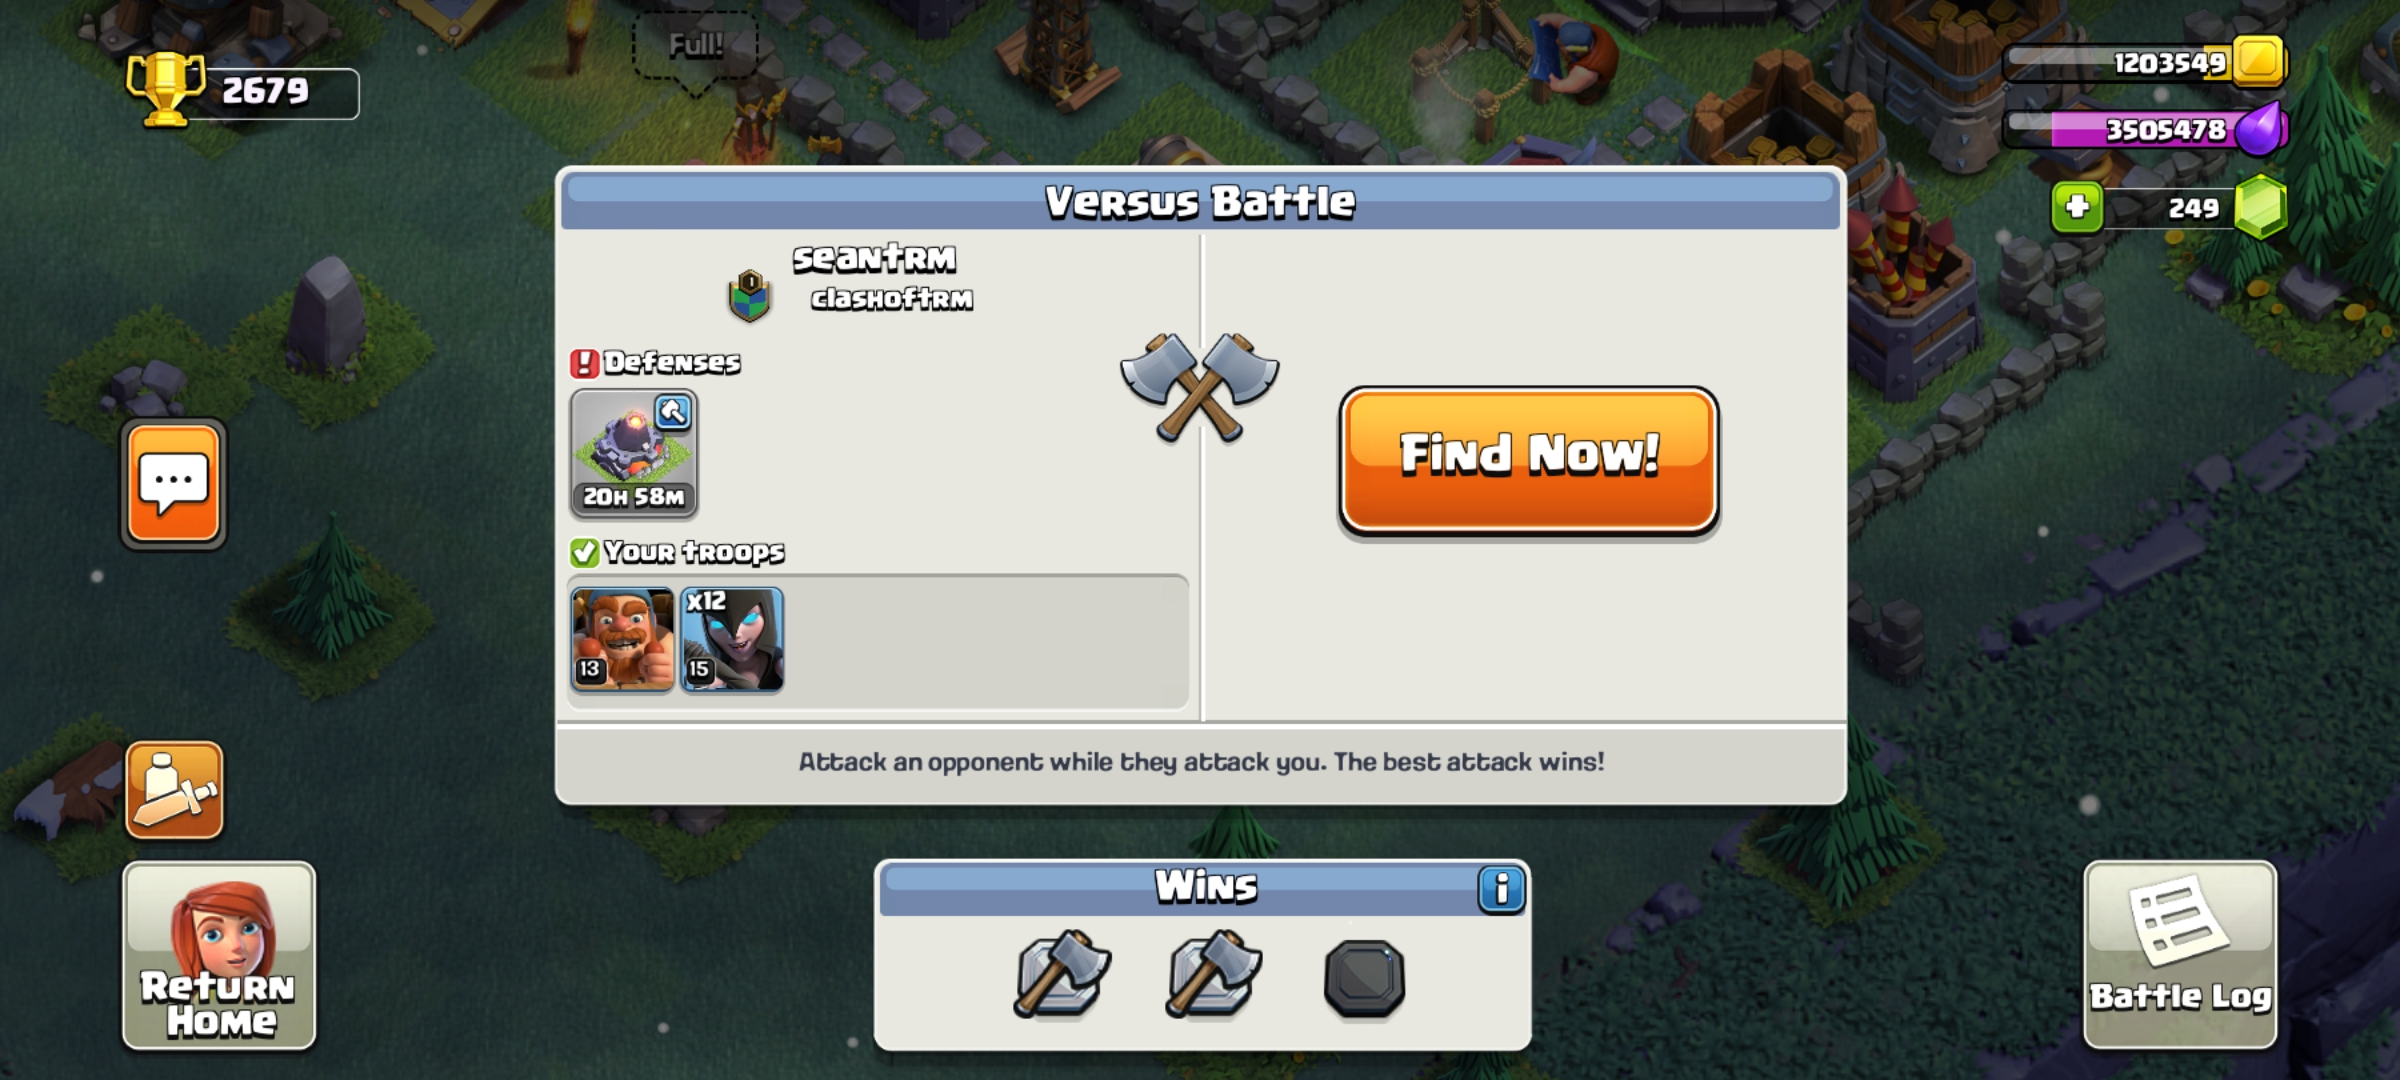 Full!
2679
1203549
3505478
249
Versus Battle
seantrm
clashoftrm
1
! Defenses
20H 58M
Your troops
13
x12
15
Find Now!
Attack an opponent while they attack you. The best attack wins!
Wins
i
Return
Home
Battle Log